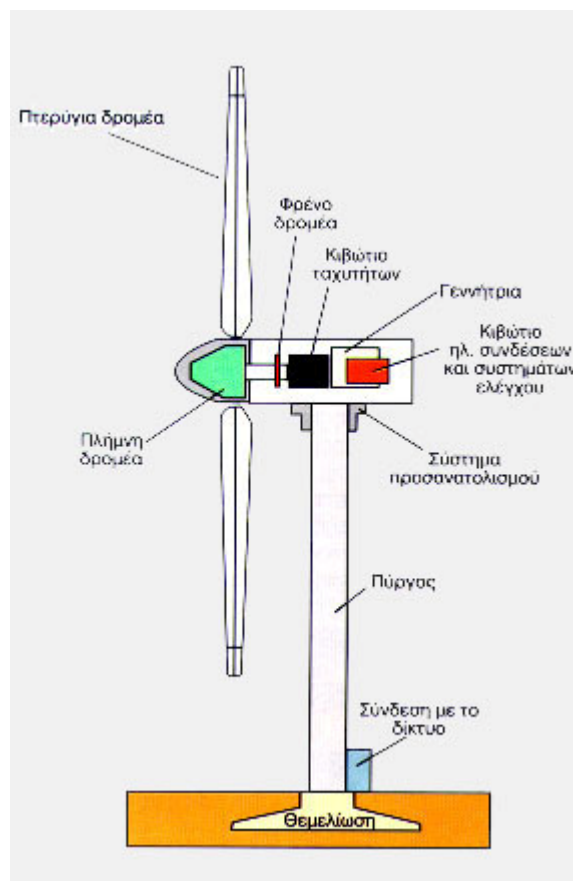 Πτερύγια δρομέα
Φρένο
δρομέα
Κιβώτιο
ταχυτήτων
Γεννήτρια
Κιβώτιο
ηλ. συνδέσεων
και συστημάτων
ελέγχου
Πλήμνη
δρομέα
Σύστημα
προσανατολισμού
Πύργος
Σύνδεση με το
δίκτυο
Θεμελίωση